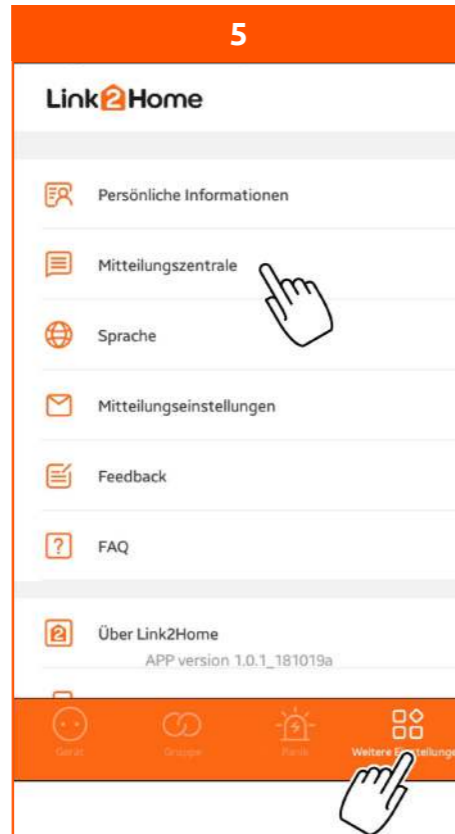 5
Link2Home
Persönliche Informationen
Mitteilungszentrale
Sprache
Mitteilungseinstellungen
Feedback
FAQ
Über Link2Home
APP version 1.0.1_181019a
Gerät
Gruppe
Panik
Weitere